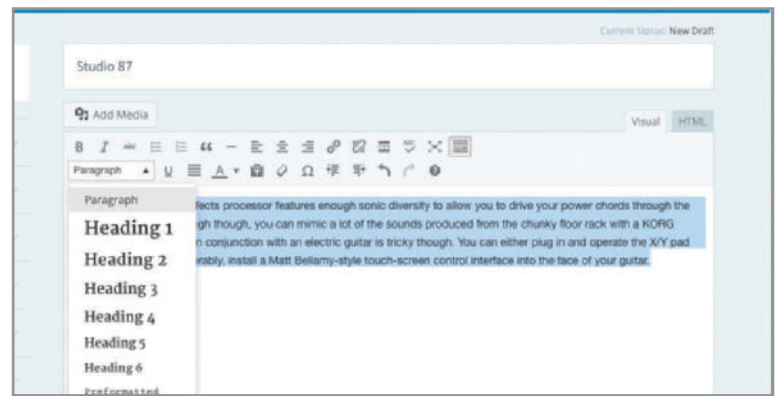 Current Status: New Draft
Studio 87
Add Media
Visual HTML
B I ABC “ —
Paragraph U A Ω
Paragraph
fects processor features enough sonic diversity to allow you to drive your power chords through the
Heading 1
gh though, you can mimic a lot of the sounds produced from the chunky floor rack with a KORG
n conjunction with an electric guitar is tricky though. You can either plug in and operate the X/Y pad
Heading 2
rably, install a Matt Bellamy-style touch-screen control interface into the face of your guitar.
Heading 3
Heading 4
Heading 5
Heading 6
Preformatted